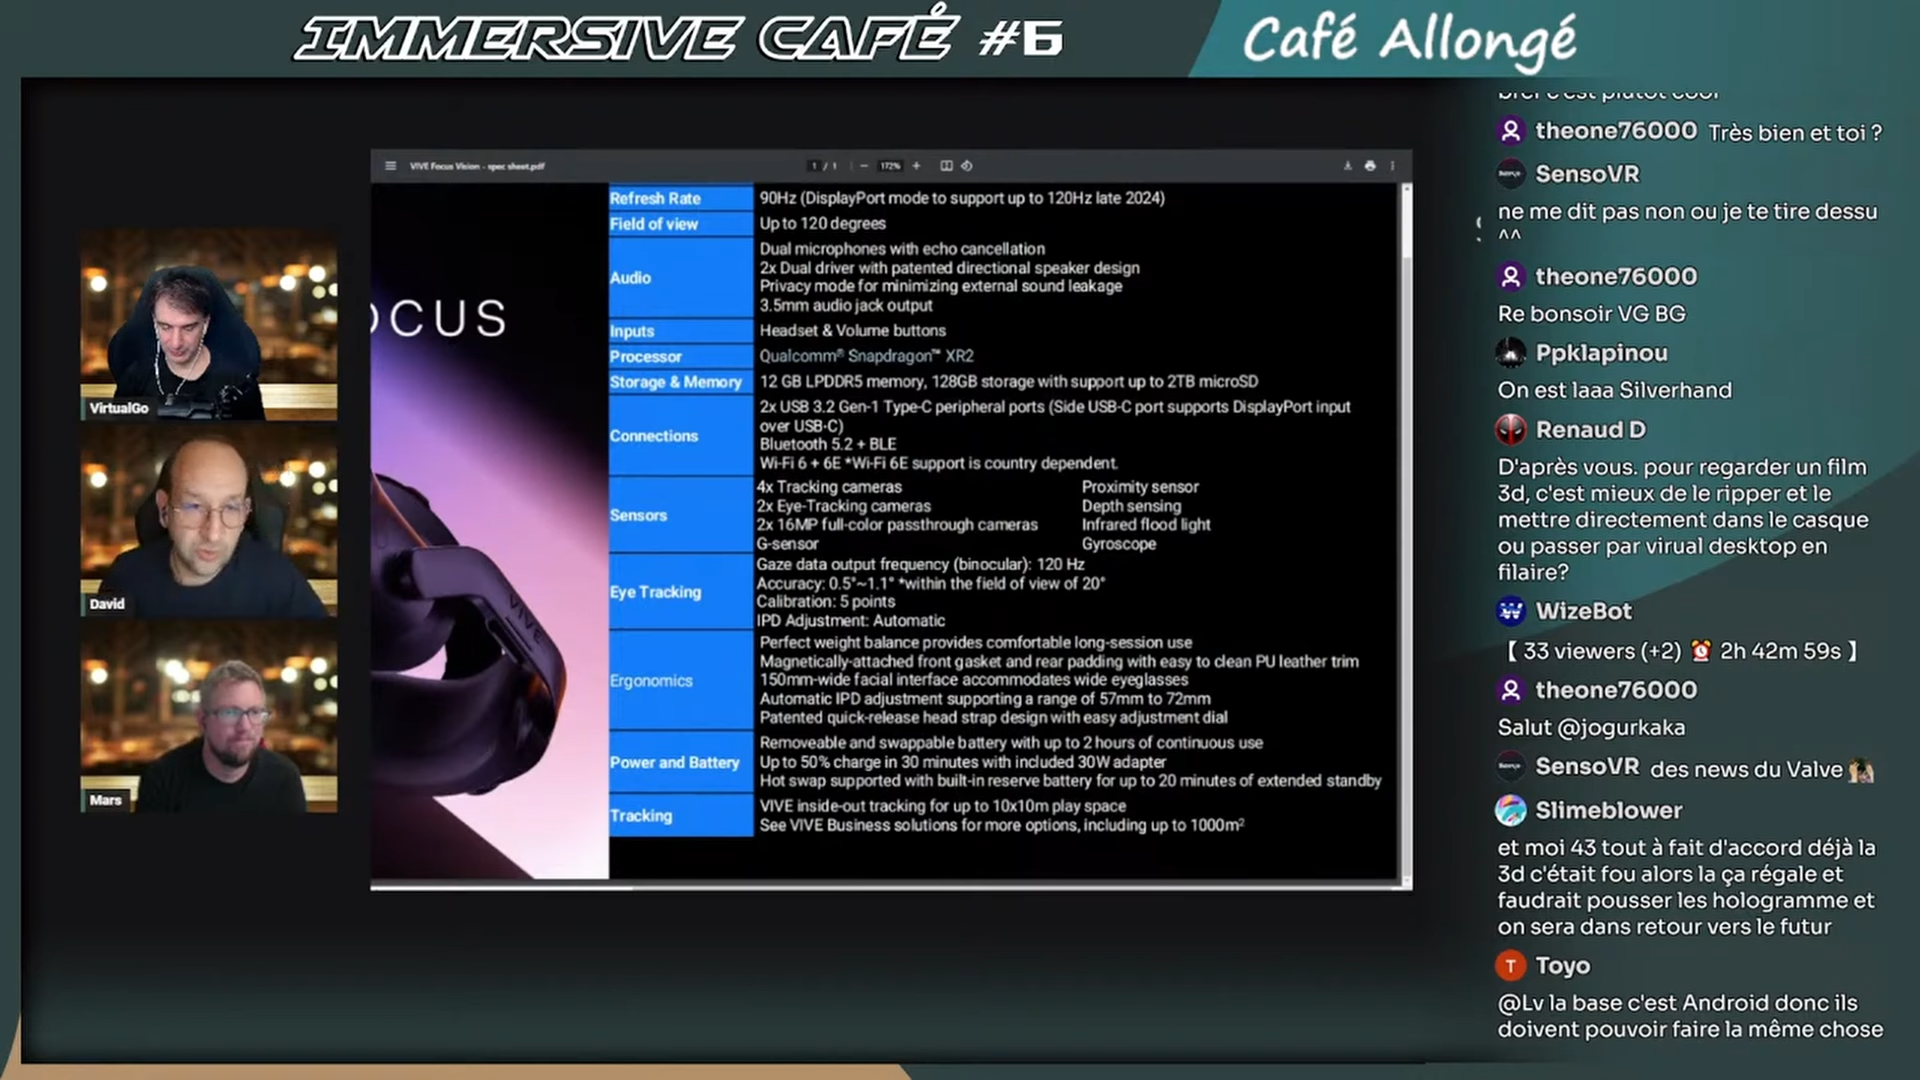 IMMERSIVE CAFÉ #6
Café Allongé
VIVE Focus Vision - spec sheet.pdf
1 / 1
172%
OCUS
VIVE
Refresh Rate
90Hz (DisplayPort mode to support up to 120Hz late 2024)
Field of view
Up to 120 degrees
Audio
Dual microphones with echo cancellation
2x Dual driver with patented directional speaker design
Privacy mode for minimizing external sound leakage
3.5mm audio jack output
Inputs
Headset & Volume buttons
Processor
Qualcomm® Snapdragon™ XR2
Storage & Memory
12 GB LPDDR5 memory, 128GB storage with support up to 2TB microSD
Connections
2x USB 3.2 Gen-1 Type-C peripheral ports (Side USB-C port supports DisplayPort input
over USB-C)
Bluetooth 5.2 + BLE
Wi-Fi 6 + 6E *Wi-Fi 6E support is country dependent.
Sensors
4x Tracking cameras
2x Eye-Tracking cameras
2x 16MP full-color passthrough cameras
G-sensor
Proximity sensor
Depth sensing
Infrared flood light
Gyroscope
Eye Tracking
Gaze data output frequency (binocular): 120 Hz
Accuracy: 0.5°~1.1° *within the field of view of 20°
Calibration: 5 points
IPD Adjustment: Automatic
Ergonomics
Perfect weight balance provides comfortable long-session use
Magnetically-attached front gasket and rear padding with easy to clean PU leather trim
150mm-wide facial interface accommodates wide eyeglasses
Automatic IPD adjustment supporting a range of 57mm to 72mm
Patented quick-release head strap design with easy adjustment dial
Power and Battery
Removeable and swappable battery with up to 2 hours of continuous use
Up to 50% charge in 30 minutes with included 30W adapter
Hot swap supported with built-in reserve battery for up to 20 minutes of extended standby
Tracking
VIVE inside-out tracking for up to 10x10m play space
See VIVE Business solutions for more options, including up to 1000m²
VirtualGo
David
Mars
bref c'est plutot cool
theone76000 Très bien et toi ?
SensoVR
ne me dit pas non ou je te tire dessu
^^
theone76000
Re bonsoir VG BG
Ppklapinou
On est laaa Silverhand
Renaud D
D'après vous. pour regarder un film
3d, c'est mieux de le ripper et le
mettre directement dans le casque
ou passer par virual desktop en
filaire?
WizeBot
【 33 viewers (+2) ⏰ 2h 42m 59s 】
theone76000
Salut @jogurkaka
SensoVR des news du Valve
Slimeblower
et moi 43 tout à fait d'accord déjà la
3d c'était fou alors la ça régale et
faudrait pousser les hologramme et
on sera dans retour vers le futur
T Toyo
@Lv la base c'est Android donc ils
doivent pouvoir faire la même chose